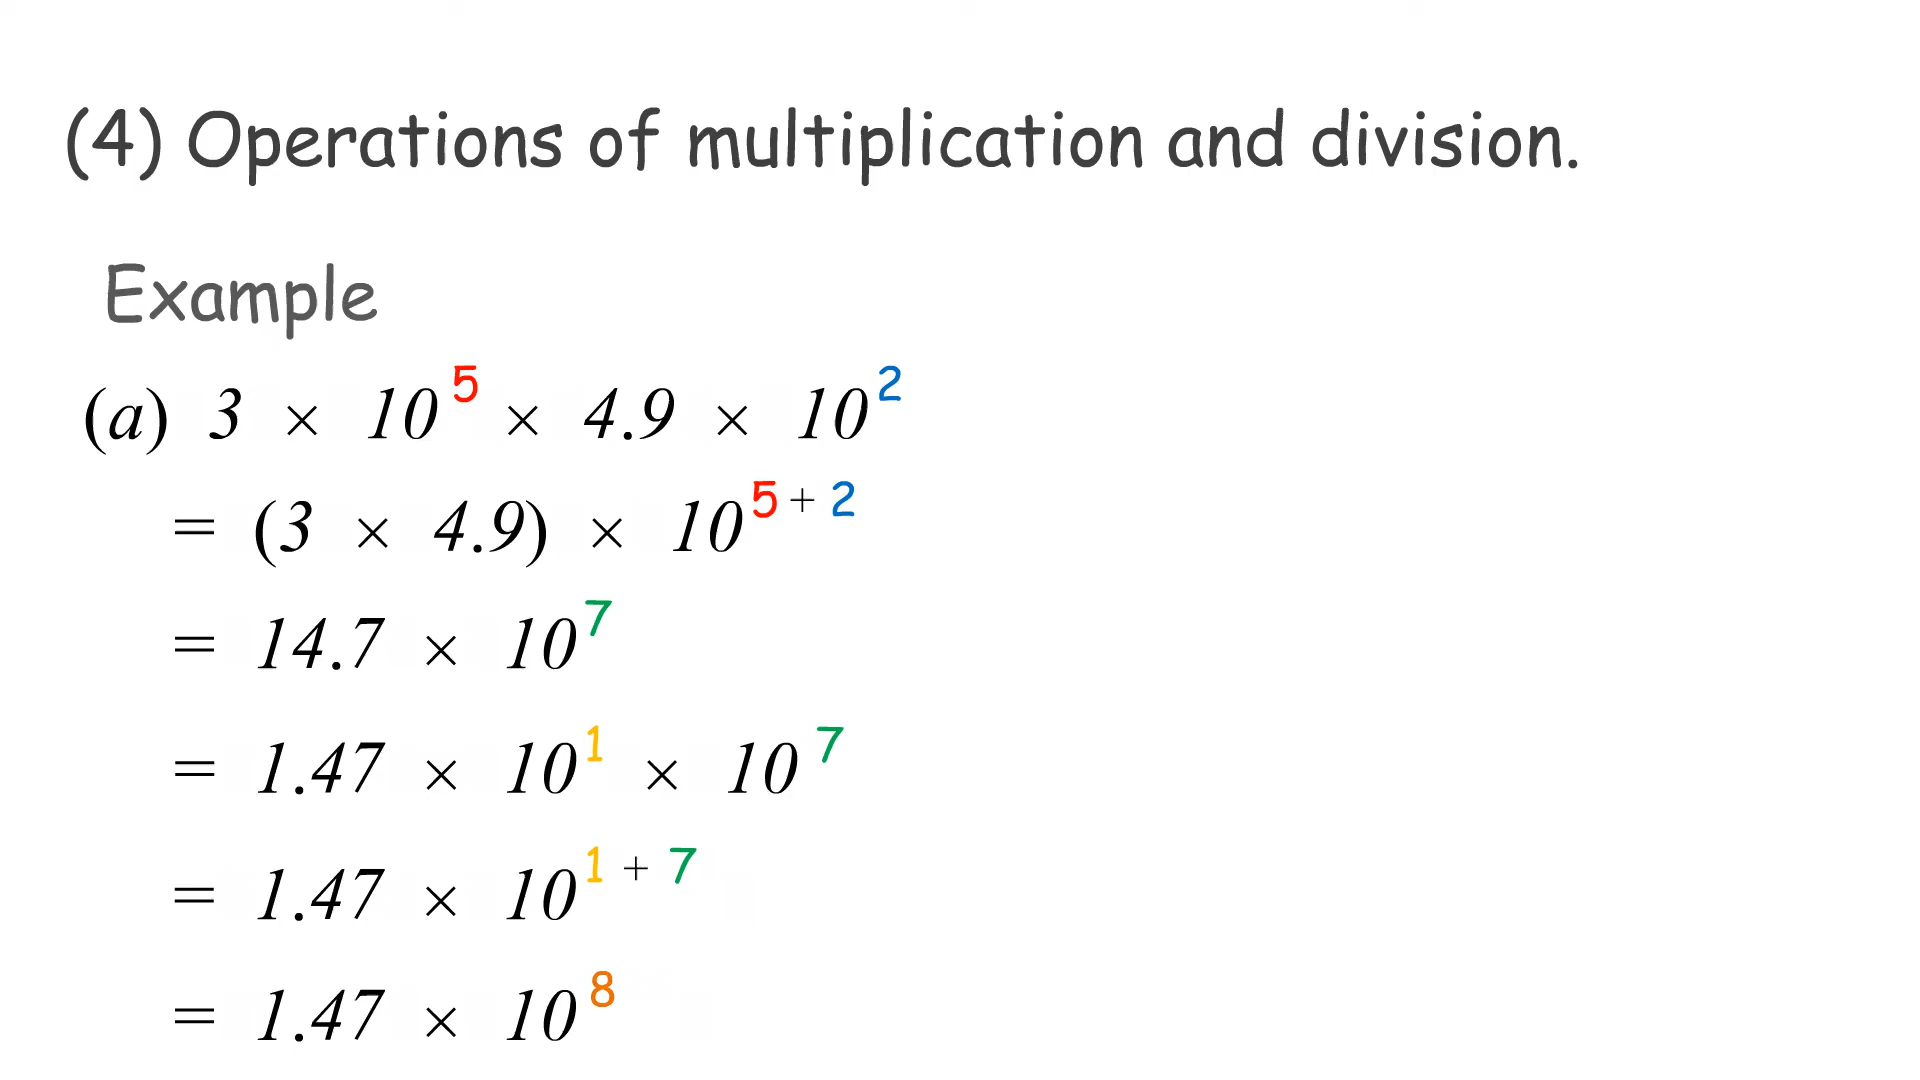 (4) Operations of multiplication and division.
Example
(a) 3 × 10⁵ × 4.9 × 10²
= (3 × 4.9) × 10⁵⁺²
= 14.7 × 10⁷
= 1.47 × 10¹ × 10⁷
= 1.47 × 10¹⁺⁷
= 1.47 × 10⁸